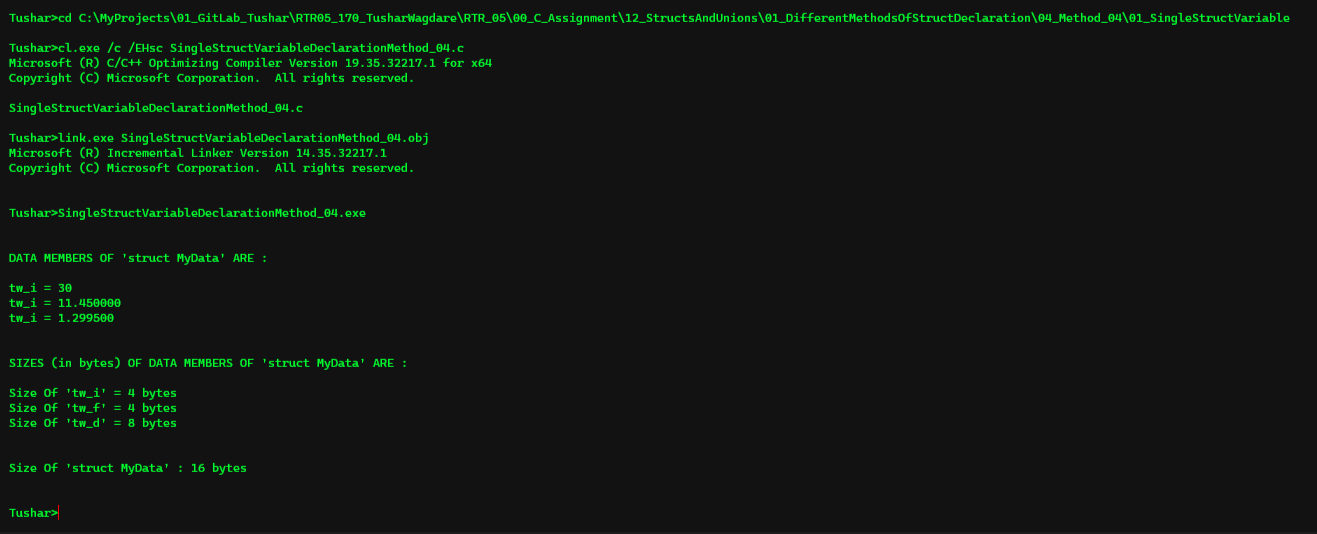 Tushar>cd C:\MyProjects\01_GitLab_Tushar\RTR05_170_TusharWagdare\RTR_05\00_C_Assignment\12_StructsAndUnions\01_DifferentMethodsOfStructDeclaration\04_Method_04\01_SingleStructVariable
Tushar>cl.exe /c /EHsc SingleStructVariableDeclarationMethod_04.c
Microsoft (R) C/C++ Optimizing Compiler Version 19.35.32217.1 for x64
Copyright (C) Microsoft Corporation.  All rights reserved.
SingleStructVariableDeclarationMethod_04.c
Tushar>link.exe SingleStructVariableDeclarationMethod_04.obj
Microsoft (R) Incremental Linker Version 14.35.32217.1
Copyright (C) Microsoft Corporation.  All rights reserved.
Tushar>SingleStructVariableDeclarationMethod_04.exe
DATA MEMBERS OF 'struct MyData' ARE :
tw_i = 30
tw_i = 11.450000
tw_i = 1.299500
SIZES (in bytes) OF DATA MEMBERS OF 'struct MyData' ARE :
Size Of 'tw_i' = 4 bytes
Size Of 'tw_f' = 4 bytes
Size Of 'tw_d' = 8 bytes
Size Of 'struct MyData' : 16 bytes
Tushar>